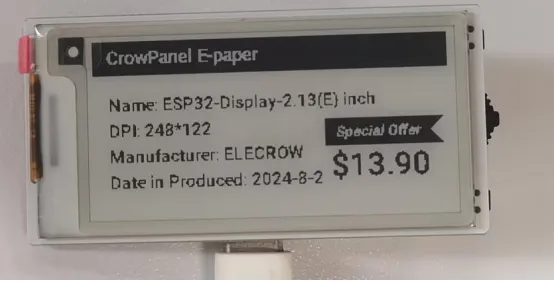 CrowPanel E-paper
Name: ESP32-Display-2.13(E) inch
DPI: 248*122
Manufacturer: ELECROW
Date in Produced: 2024-8-2
Special Offer
$13.90